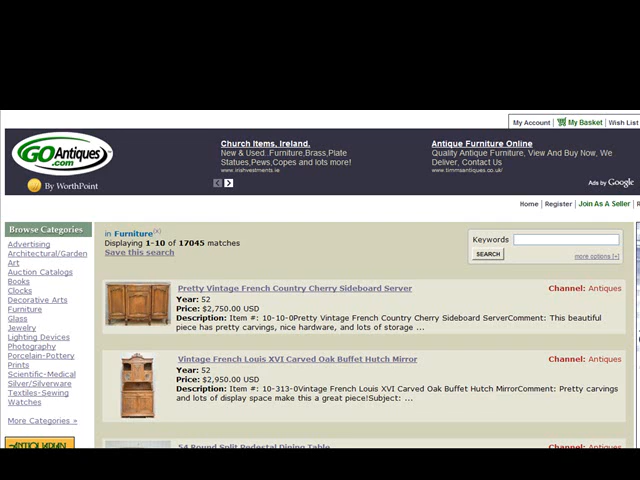 My Account | My Basket | Wish List
GOAntiques
.com
By WorthPoint
Church Items, Ireland.
New & Used. Furniture,Brass,Plate
Statues,Pews,Copes and lots more!
www.irishvestments.ie
Antique Furniture Online
Quality Antique Furniture, View And Buy Now, We
Deliver, Contact Us
www.timmsantiques.co.uk/
Ads by Google
Home | Register | Join As A Seller |
Browse Categories
Advertising
Architectural/Garden
Art
Auction Catalogs
Books
Clocks
Decorative Arts
Furniture
Glass
Jewelry
Lighting Devices
Photography
Porcelain-Pottery
Prints
Scientific-Medical
Silver/Silverware
Textiles-Sewing
Watches
More Categories »
ANTIQUARIAN
in Furniture(x)
Displaying 1-10 of 17045 matches
Save this search
Keywords
SEARCH
more options [+]
Pretty Vintage French Country Cherry Sideboard Server
Channel: Antiques
Year: 52
Price: $2,750.00 USD
Description: Item #: 10-10-0Pretty Vintage French Country Cherry Sideboard ServerComment: This beautiful
piece has pretty carvings, nice hardware, and lots of storage ...
Vintage French Louis XVI Carved Oak Buffet Hutch Mirror
Channel: Antiques
Year: 52
Price: $2,950.00 USD
Description: Item #: 10-313-0Vintage French Louis XVI Carved Oak Buffet Hutch MirrorComment: Pretty carvings
and lots of display space make this a great piece!Subject: ...
54 Round Split Pedestal Dining Table
Channel: Antiques